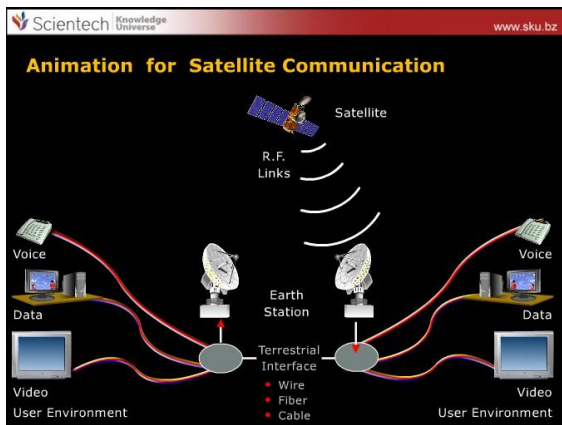 Scientech Knowledge
Universe
www.sku.bz
Animation for Satellite Communication
Satellite
R.F.
Links
Voice
Data
Video
User Environment
Earth
Station
Terrestrial
Interface
• Wire
• Fiber
• Cable
Voice
Data
Video
User Environment